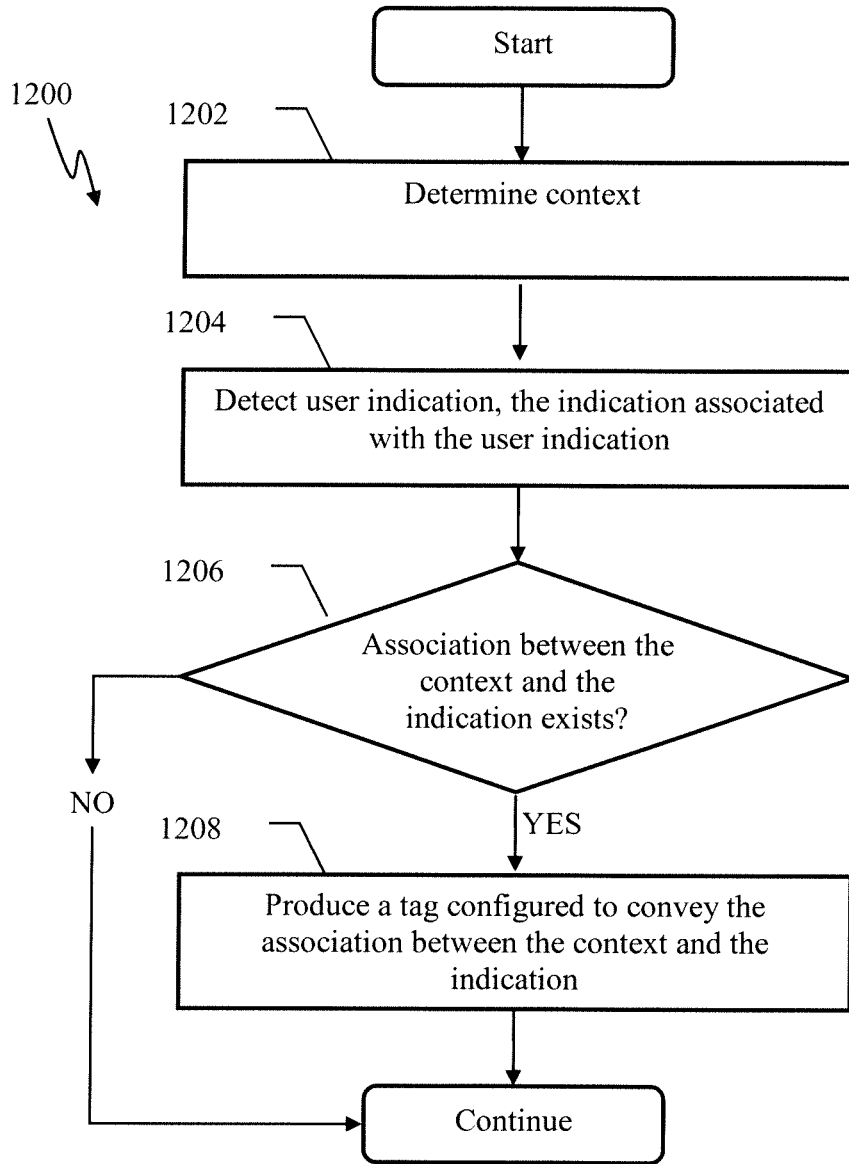 Start
1200
1202
Determine context
1204
Detect user indication, the indication associated
with the user indication
1206
Association between the
context and the
indication exists?
NO
YES
1208
Produce a tag configured to convey the
association between the context and the
indication
Continue